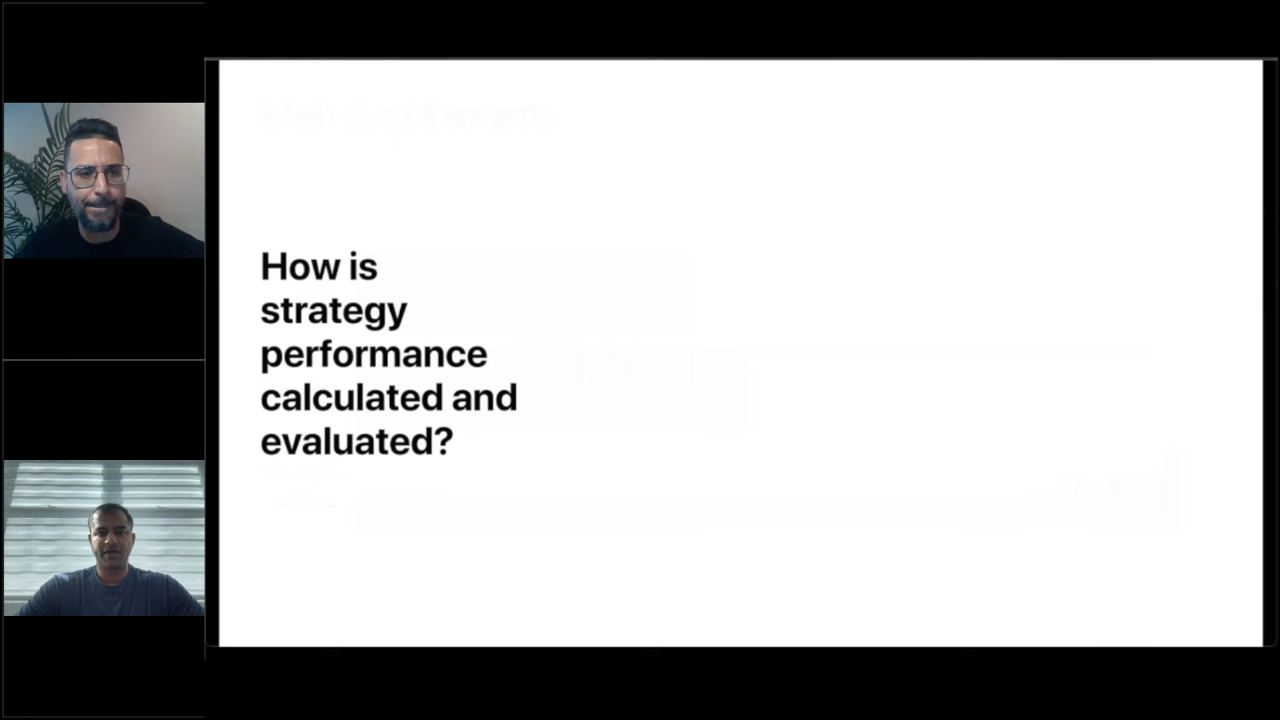 How is
strategy
performance
calculated and
evaluated?